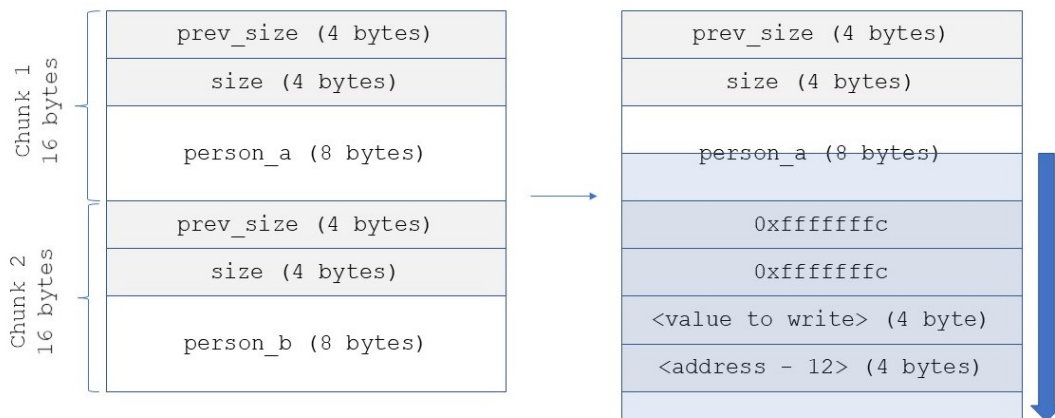 Chunk 1
16 bytes
prev_size (4 bytes)
size (4 bytes)
person_a (8 bytes)
Chunk 2
16 bytes
prev_size (4 bytes)
size (4 bytes)
person_b (8 bytes)
prev_size (4 bytes)
size (4 bytes)
person_a (8 bytes)
0xfffffffc
0xfffffffc
<value to write> (4 byte)
<address - 12> (4 bytes)